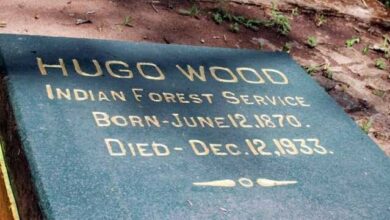 HUGO WOOD
INDIAN FOREST SERVICE
BORN-JUNE 12.1870.
DIED-DEC.12,1933.